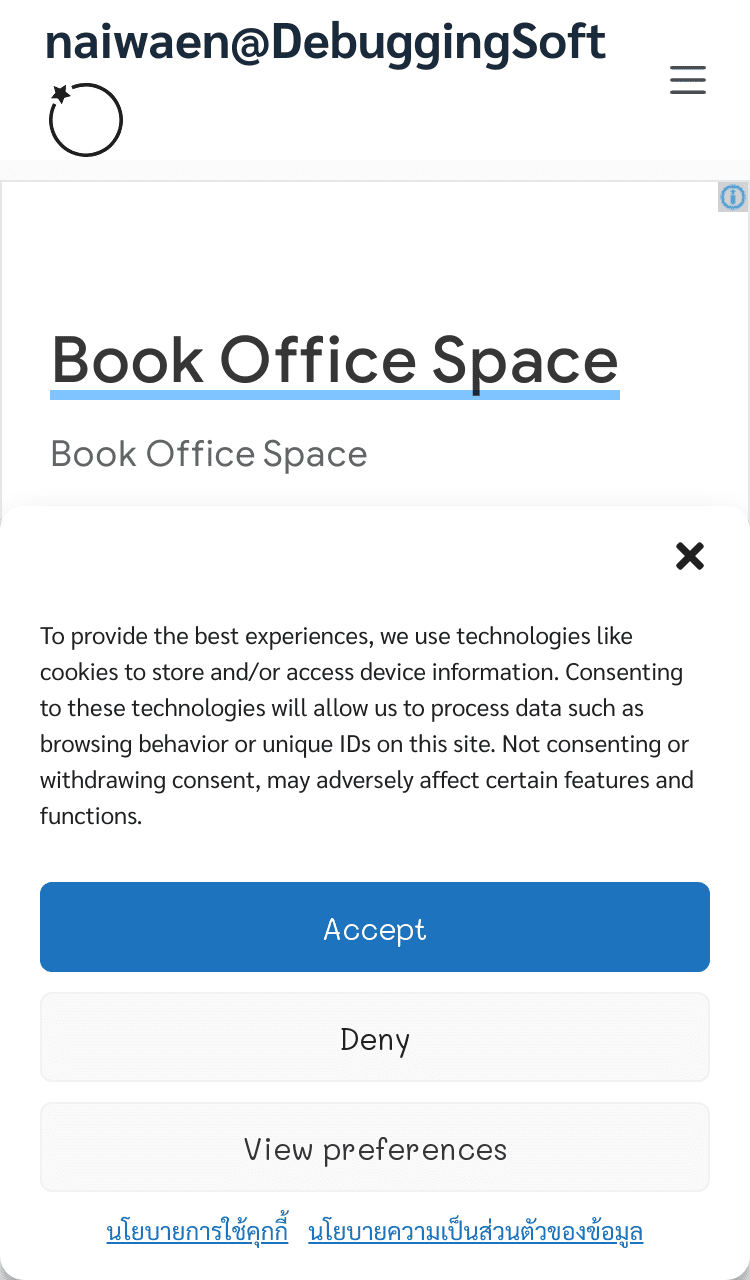 naiwaen@DebuggingSoft
Book Office Space
Book Office Space
To provide the best experiences, we use technologies like
cookies to store and/or access device information. Consenting
to these technologies will allow us to process data such as
browsing behavior or unique IDs on this site. Not consenting or
withdrawing consent, may adversely affect certain features and
functions.
Accept
Deny
View preferences
นโยบายการใช้คุกกี้ นโยบายความเป็นส่วนตัวของข้อมูล